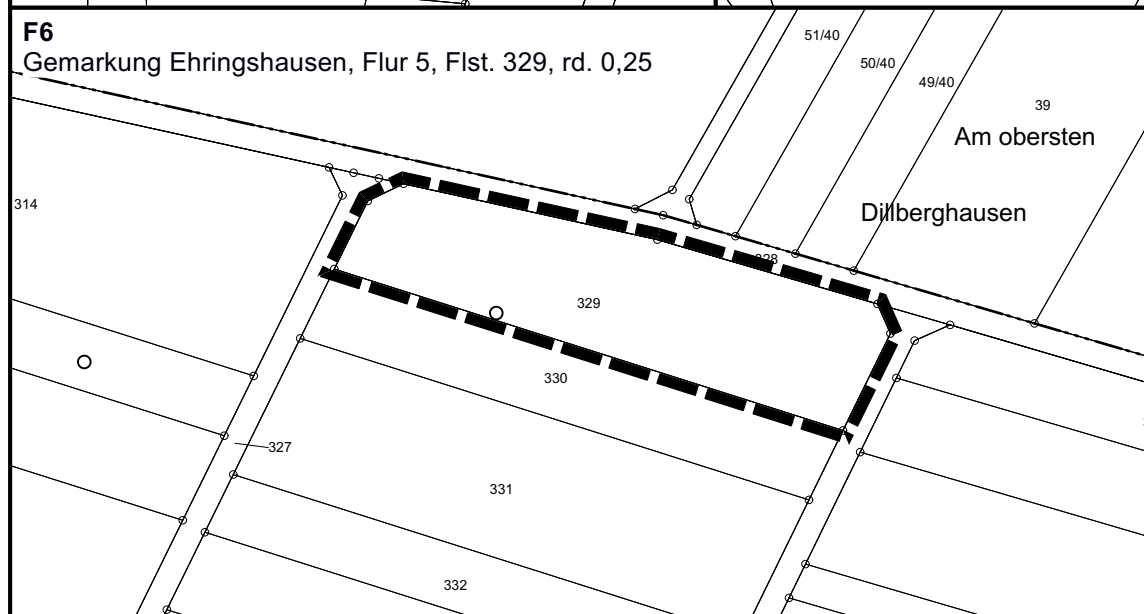 F6
Gemarkung Ehringshausen, Flur 5, Flst. 329, rd. 0,25
51/40
50/40
49/40
39
Am obersten
314
Dillberghausen
328
329
330
327
331
332